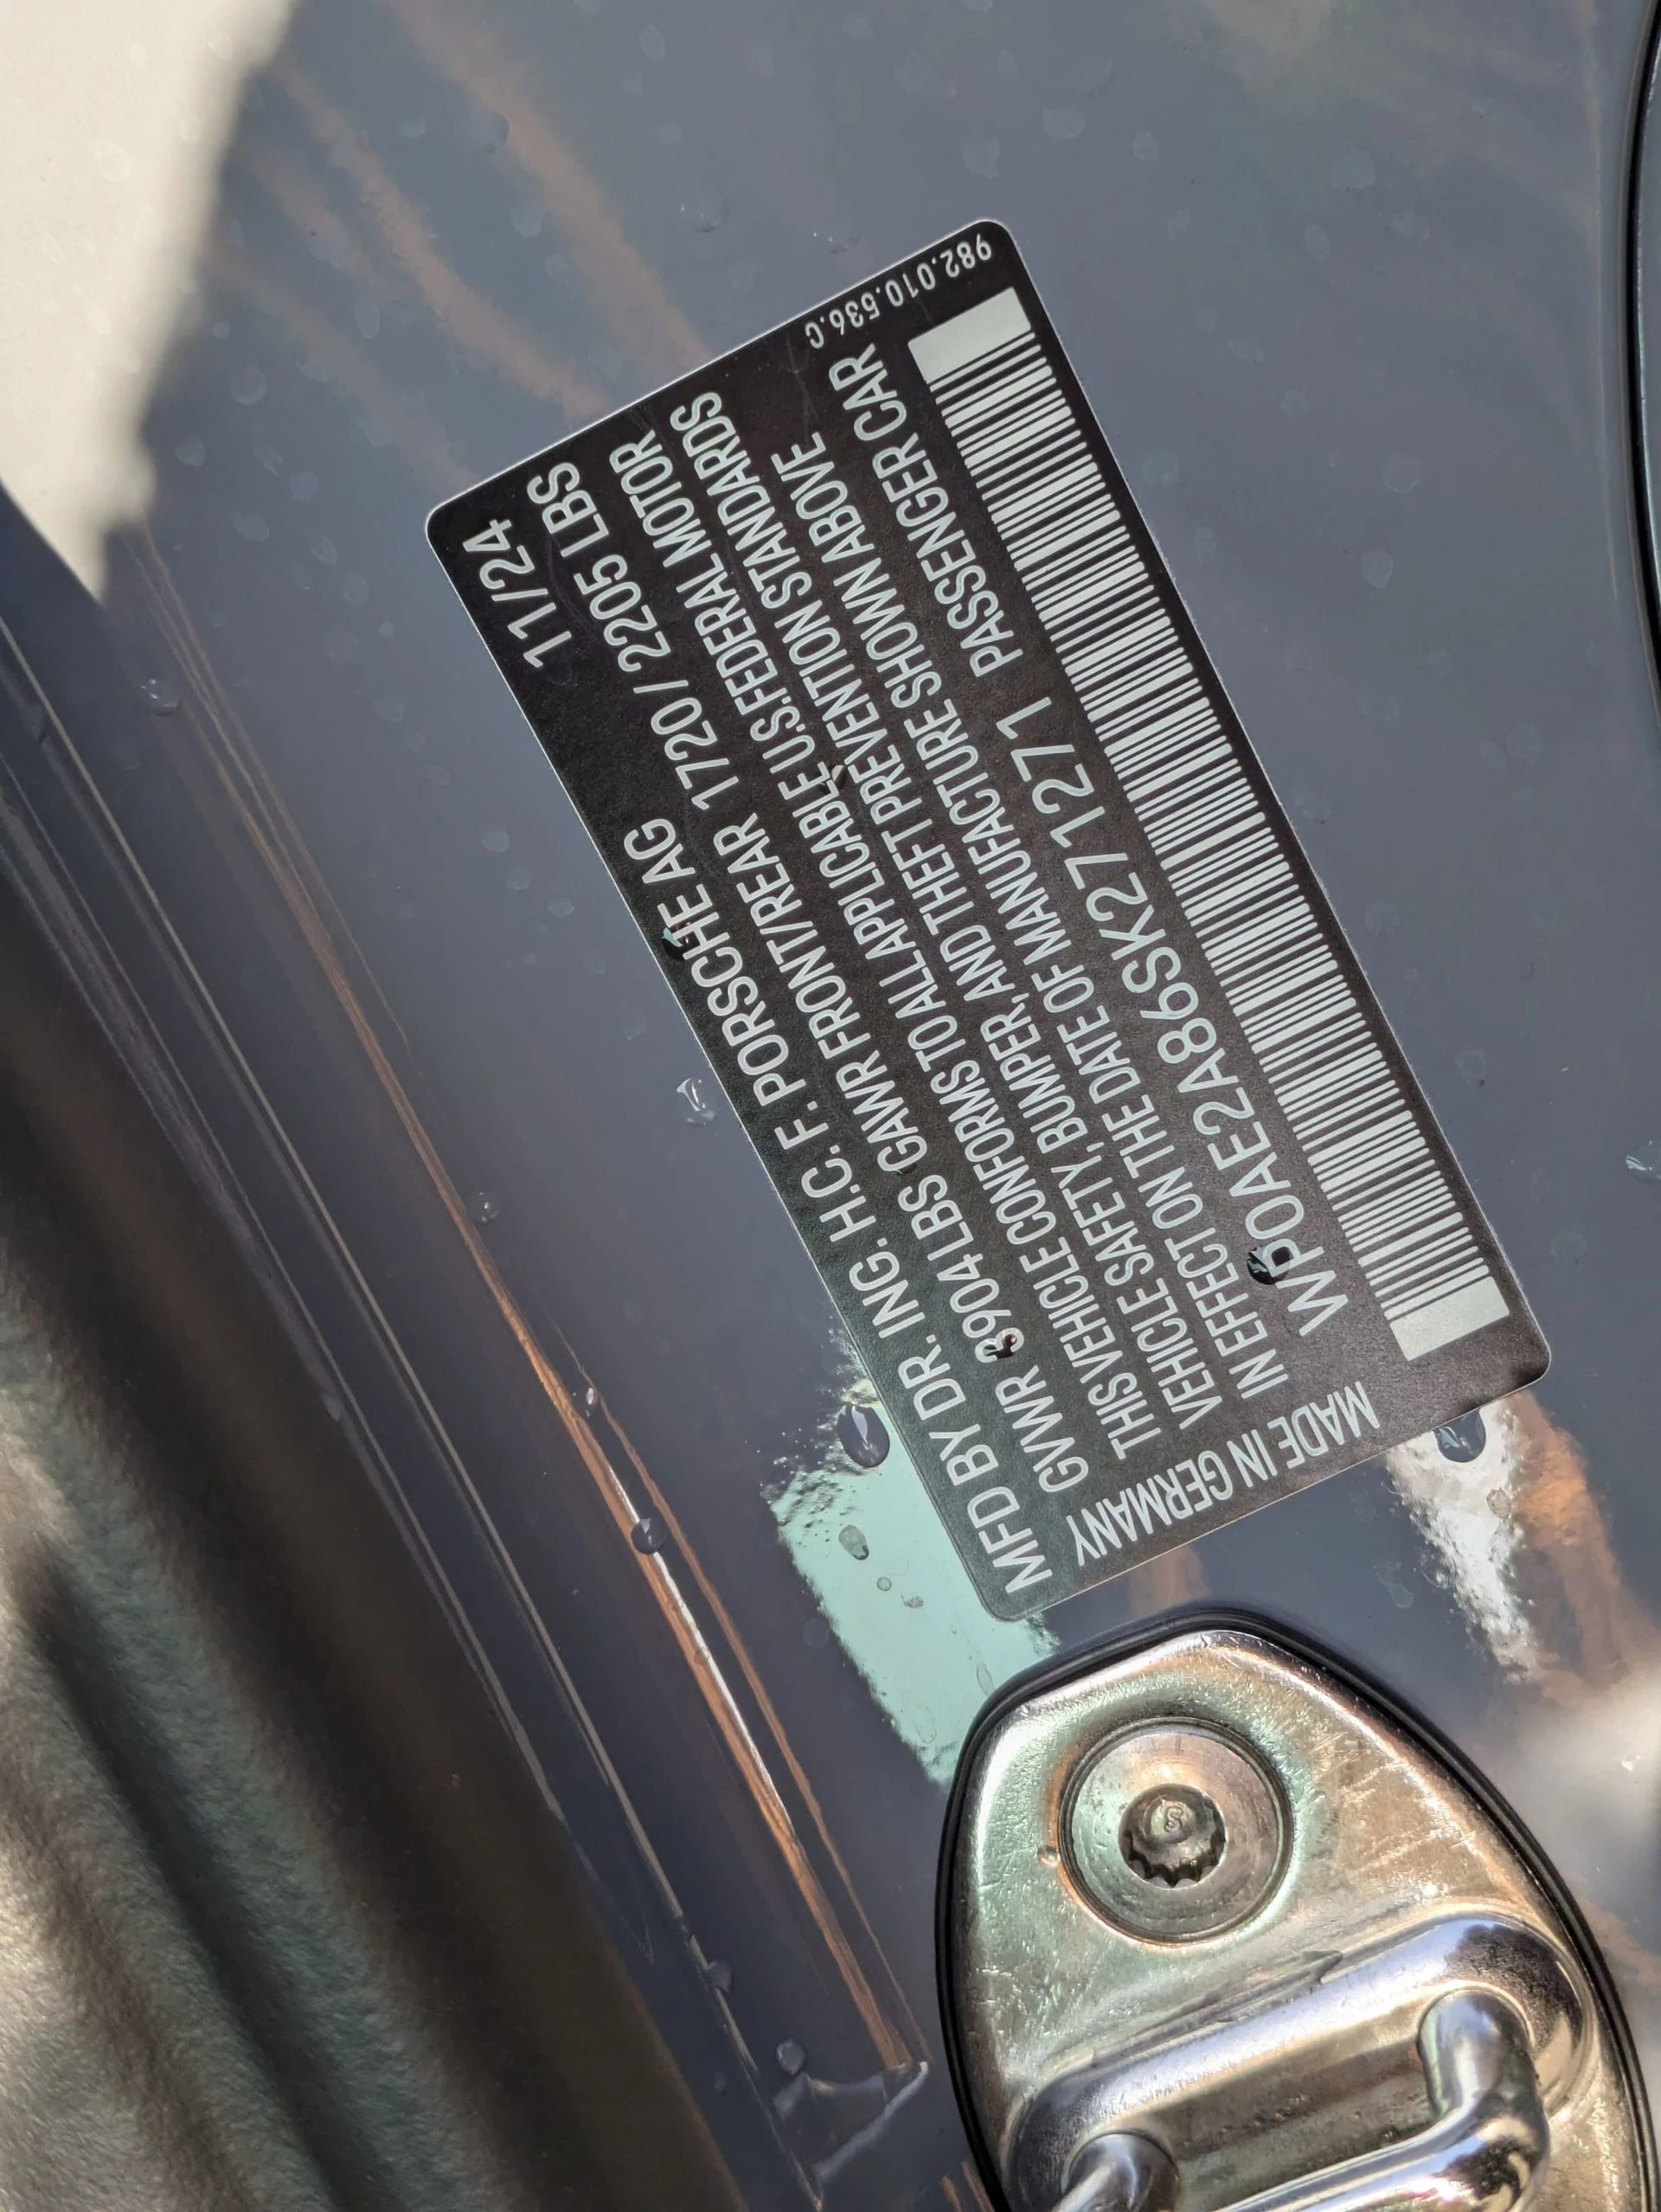 MFD BY DR. ING. H.C. F. PORSCHE AG 11/24
GVWR 3904 LBS GAWR FRONT/REAR 1720 / 2205 LBS
THIS VEHICLE CONFORMS TO ALL APPLICABLE U.S.FEDERAL MOTOR
VEHICLE SAFETY, BUMPER, AND THEFT PREVENTION STANDARDS
IN EFFECT ON THE DATE OF MANUFACTURE SHOWN ABOVE
WP0AE2A86SK271271 PASSENGER CAR
MADE IN GERMANY
982.010.536.C